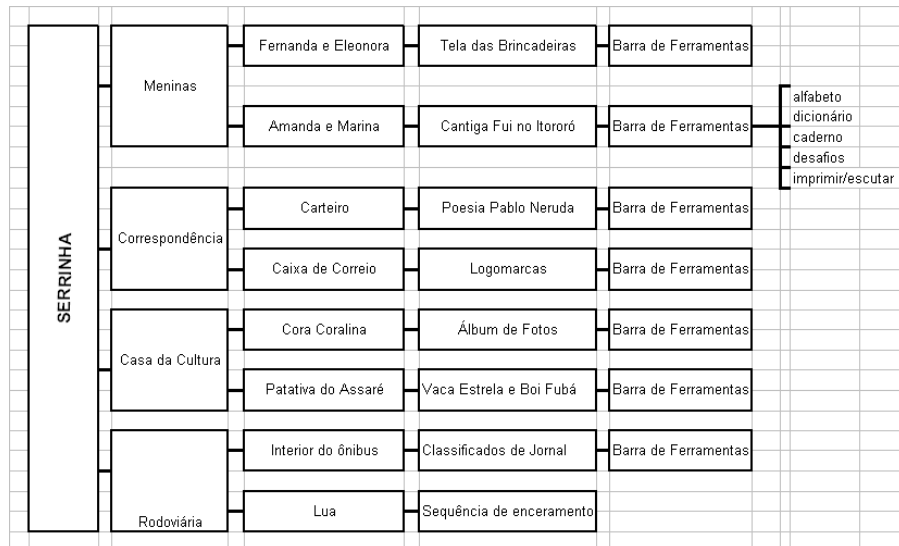 SERRINHA
Meninas
Fernanda e Eleonora
Tela das Brincadeiras
Barra de Ferramentas
Amanda e Marina
Cantiga Fui no Itororó
Barra de Ferramentas
alfabeto
dicionário
caderno
desafios
imprimir/escutar
Correspondência
Carteiro
Poesia Pablo Neruda
Barra de Ferramentas
Caixa de Correio
Logomarcas
Barra de Ferramentas
Casa da Cultura
Cora Coralina
Álbum de Fotos
Barra de Ferramentas
Patativa do Assaré
Vaca Estrela e Boi Fubá
Barra de Ferramentas
Rodoviária
Interior do ônibus
Classificados de Jornal
Barra de Ferramentas
Lua
Sequência de enceramento